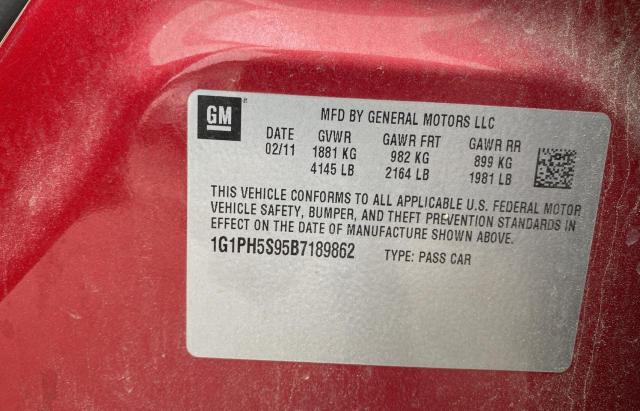 GM
MFD BY GENERAL MOTORS LLC
DATE GVWR GAWR FRT GAWR RR
02/11 1881 KG 982 KG 899 KG
4145 LB 2164 LB 1981 LB
THIS VEHICLE CONFORMS TO ALL APPLICABLE U.S. FEDERAL MOTOR
VEHICLE SAFETY, BUMPER, AND THEFT PREVENTION STANDARDS IN
EFFECT ON THE DATE OF MANUFACTURE SHOWN ABOVE.
1G1PH5S95B7189862 TYPE: PASS CAR